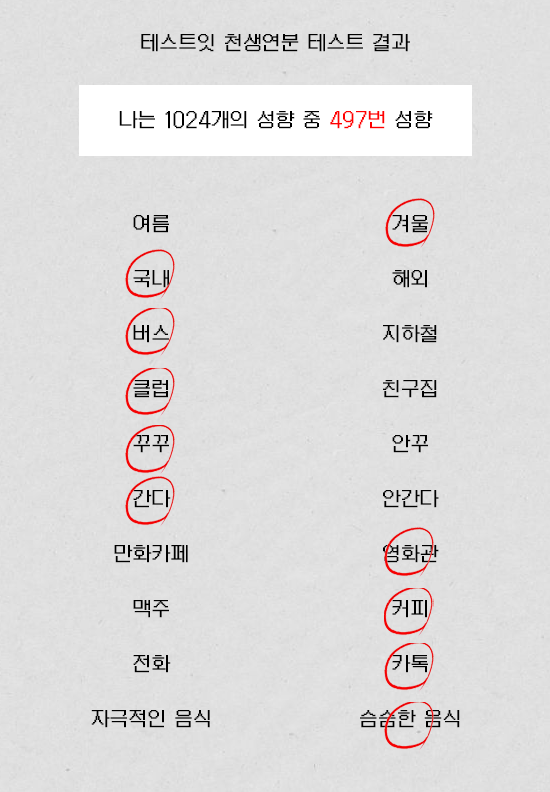 테스트잇 천생연분 테스트 결과
나는 1024개의 성향 중 497번 성향
여름 겨울
국내 해외
버스 지하철
클럽 친구집
꾸꾸 안꾸
간다 안간다
만화카페 영화관
맥주 커피
전화 카톡
자극적인 음식 슴슴한 음식